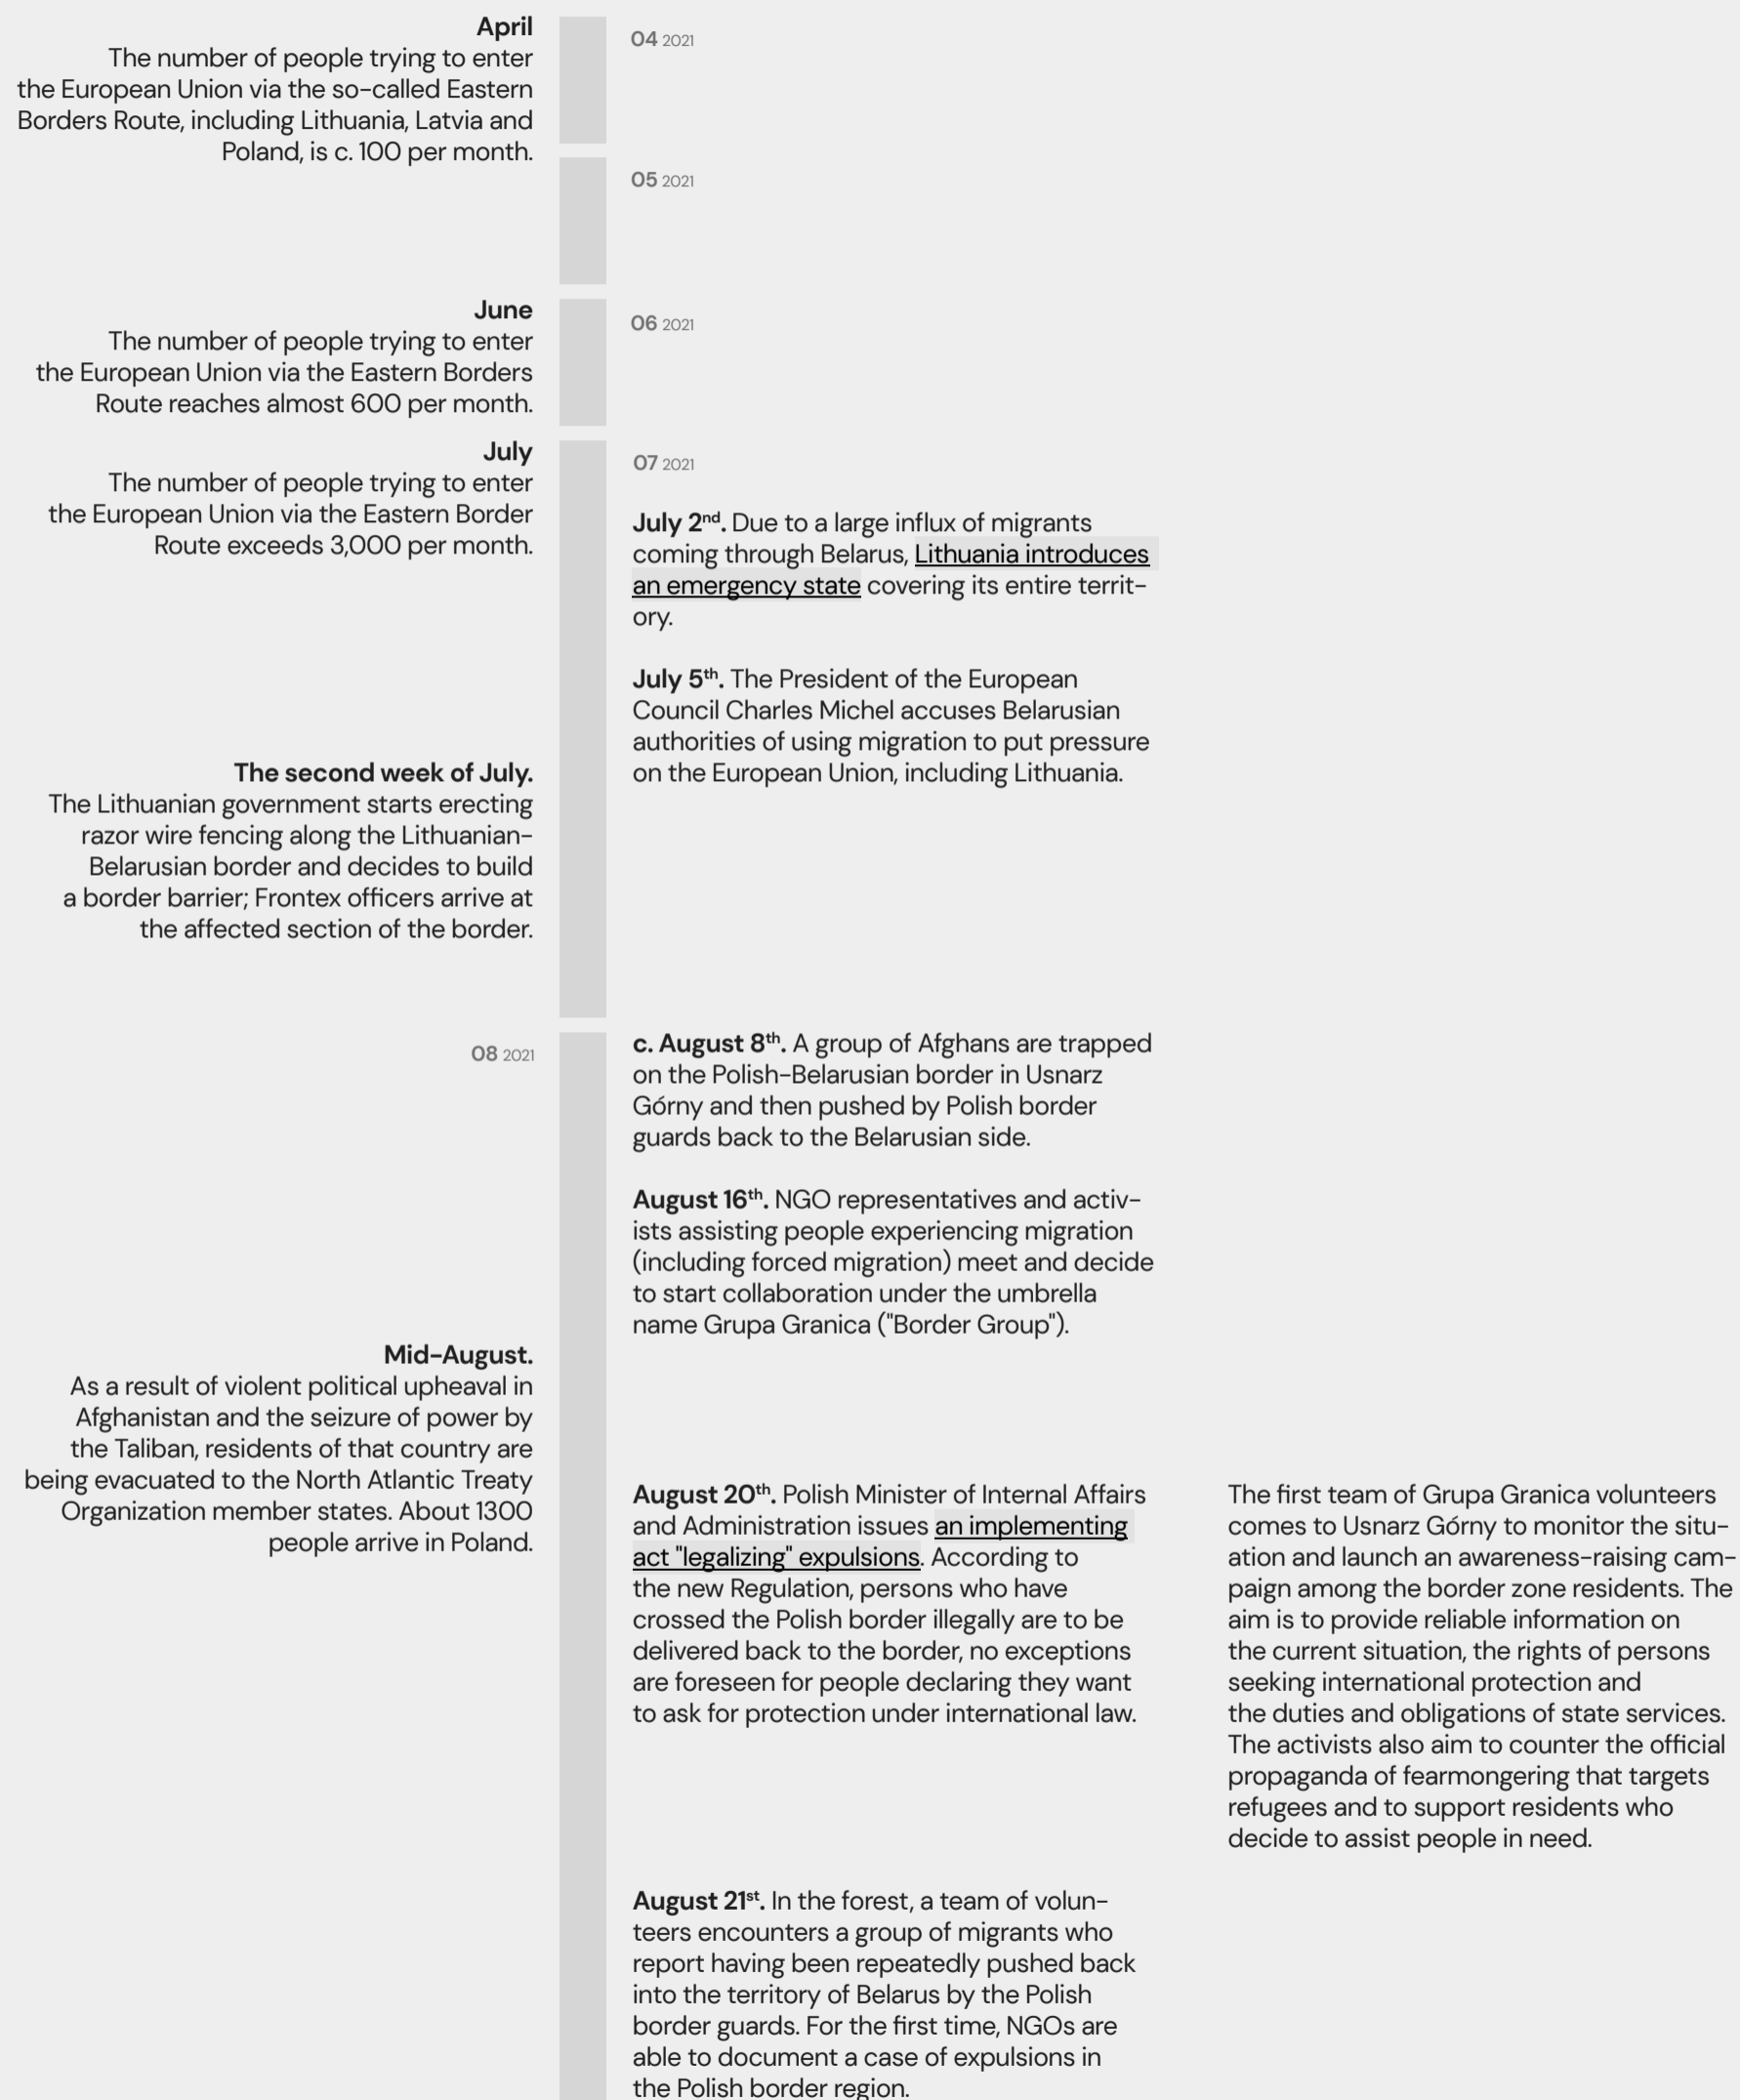 April
The number of people trying to enter
the European Union via the so-called Eastern
Borders Route, including Lithuania, Latvia and
Poland, is c. 100 per month.
04 2021
05 2021
June
The number of people trying to enter
the European Union via the Eastern Borders
Route reaches almost 600 per month.
06 2021
July
The number of people trying to enter
the European Union via the Eastern Border
Route exceeds 3,000 per month.
07 2021
July 2nd. Due to a large influx of migrants
coming through Belarus, Lithuania introduces
an emergency state covering its entire territ-
ory.
July 5th. The President of the European
Council Charles Michel accuses Belarusian
authorities of using migration to put pressure
on the European Union, including Lithuania.
The second week of July.
The Lithuanian government starts erecting
razor wire fencing along the Lithuanian-
Belarusian border and decides to build
a border barrier; Frontex officers arrive at
the affected section of the border.
08 2021
c. August 8th. A group of Afghans are trapped
on the Polish-Belarusian border in Usnarz
Górny and then pushed by Polish border
guards back to the Belarusian side.
August 16th. NGO representatives and activ-
ists assisting people experiencing migration
(including forced migration) meet and decide
to start collaboration under the umbrella
name Grupa Granica ("Border Group").
Mid-August.
As a result of violent political upheaval in
Afghanistan and the seizure of power by
the Taliban, residents of that country are
being evacuated to the North Atlantic Treaty
Organization member states. About 1300
people arrive in Poland.
August 20th. Polish Minister of Internal Affairs
and Administration issues an implementing
act "legalizing" expulsions. According to
the new Regulation, persons who have
crossed the Polish border illegally are to be
delivered back to the border, no exceptions
are foreseen for people declaring they want
to ask for protection under international law.
The first team of Grupa Granica volunteers
comes to Usnarz Górny to monitor the situ-
ation and launch an awareness-raising cam-
paign among the border zone residents. The
aim is to provide reliable information on
the current situation, the rights of persons
seeking international protection and
the duties and obligations of state services.
The activists also aim to counter the official
propaganda of fearmongering that targets
refugees and to support residents who
decide to assist people in need.
August 21st. In the forest, a team of volun-
teers encounters a group of migrants who
report having been repeatedly pushed back
into the territory of Belarus by the Polish
border guards. For the first time, NGOs are
able to document a case of expulsions in
the Polish border region.